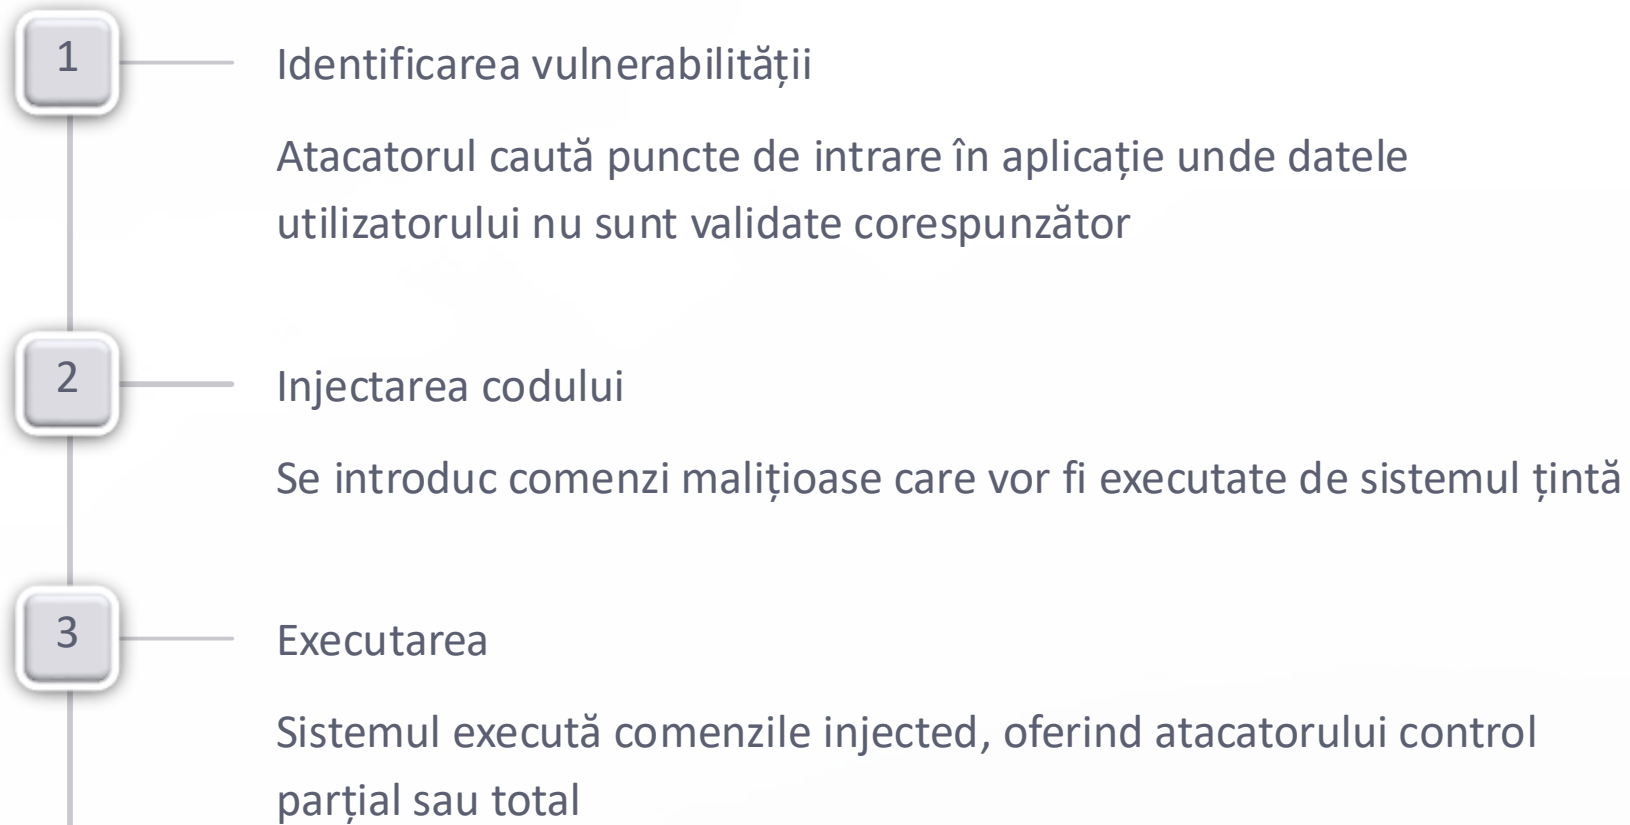 1
Identificarea vulnerabilității
Atacatorul caută puncte de intrare în aplicație unde datele
utilizatorului nu sunt validate corespunzător
2
Injectarea codului
Se introduc comenzi malițioase care vor fi executate de sistemul țintă
3
Executarea
Sistemul execută comenzile injected, oferind atacatorului control
parțial sau total